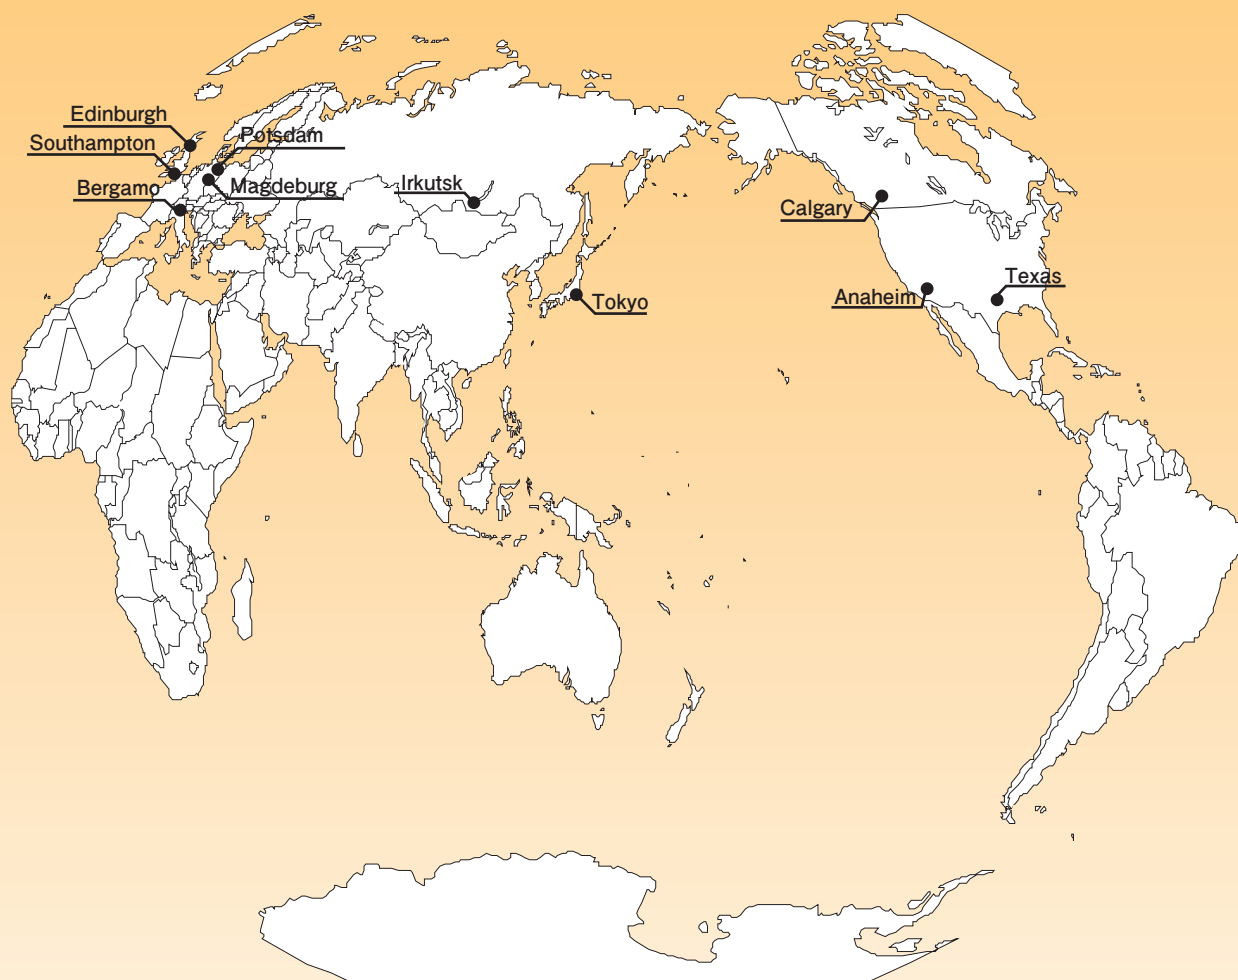 Edinburgh
Potsdam
Southampton
Bergamo
Magdeburg
Irkutsk
Calgary
Texas
Anaheim
Tokyo